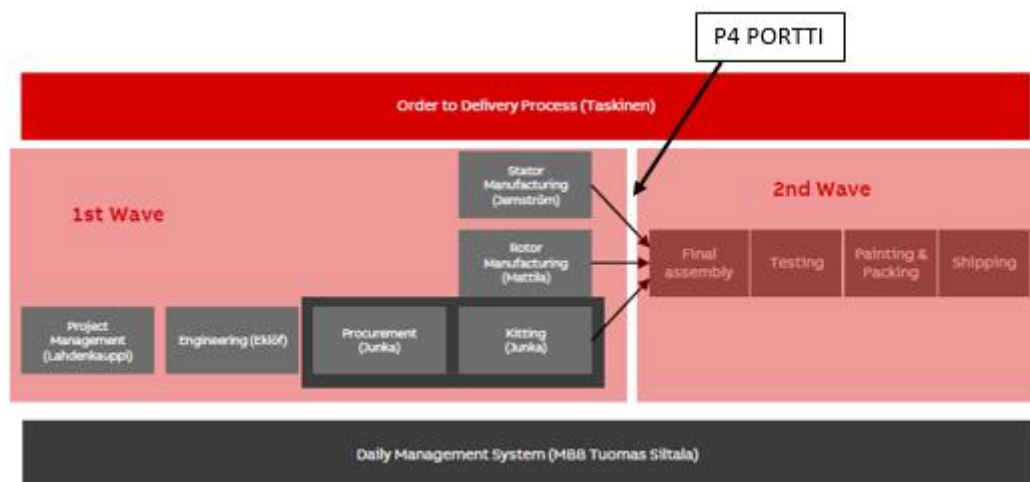 P4 PORTTI
Order to Delivery Process (Taskinen)
1st Wave
Stator
Manufacturing
(Jernström)
2nd Wave
Rotor
Manufacturing
(Mattila)
Final
assembly
Testing
Painting &
Packing
Shipping
Project
Management
(Lahdenkauppi)
Engineering (Eklöf)
Procurement
(Junka)
Kitting
(Junka)
Daily Management System (MBB Tuomas Siltala)